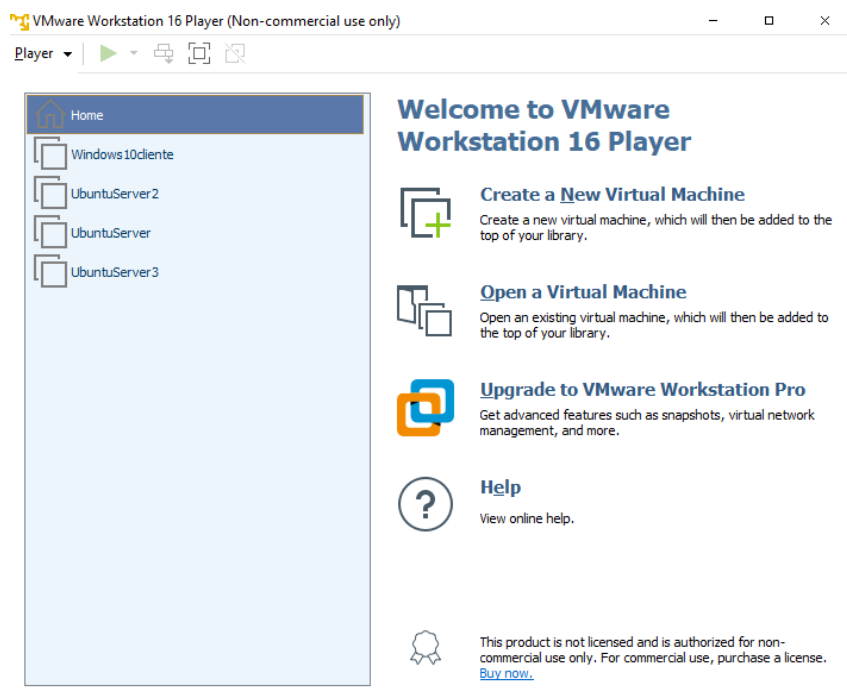 VMware Workstation 16 Player (Non-commercial use only)
Player
Home
Windows10cliente
UbuntuServer2
UbuntuServer
UbuntuServer3
Welcome to VMware
Workstation 16 Player
Create a New Virtual Machine
Create a new virtual machine, which will then be added to the
top of your library.
Open a Virtual Machine
Open an existing virtual machine, which will then be added to
the top of your library.
Upgrade to VMware Workstation Pro
Get advanced features such as snapshots, virtual network
management, and more.
Help
View online help.
This product is not licensed and is authorized for non-
commercial use only. For commercial use, purchase a license.
Buy now.